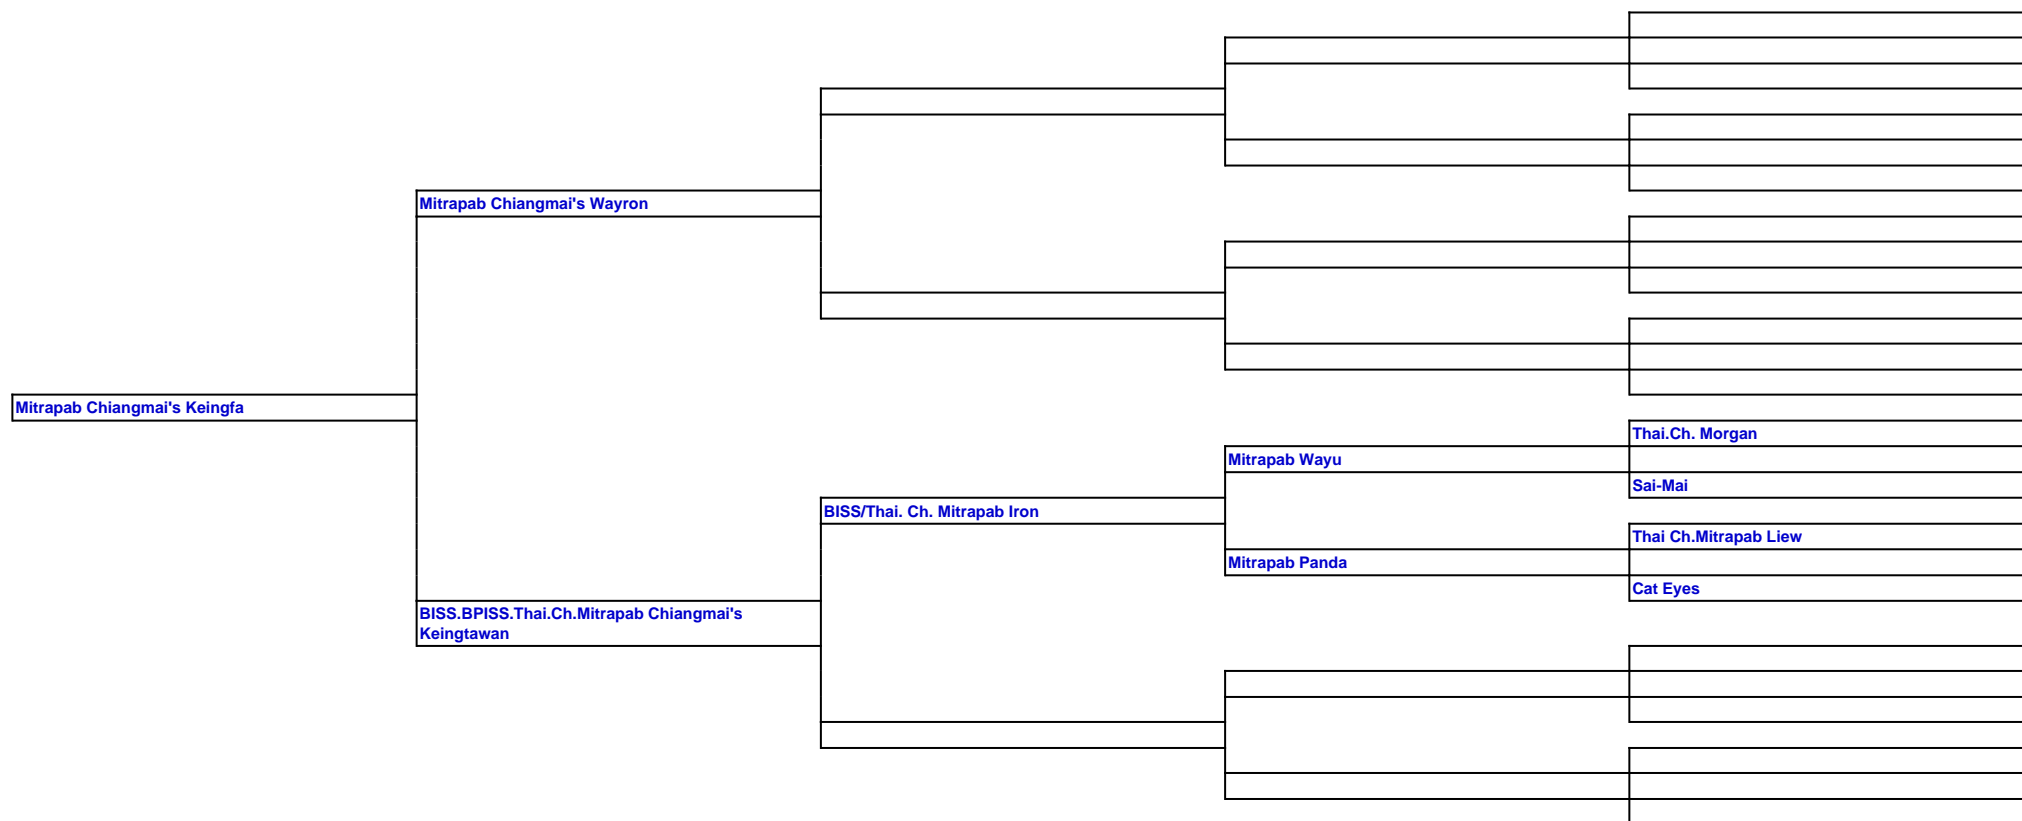 Mitrapab Chiangmai's Wayron
Mitrapab Chiangmai's Keingfa
Thai.Ch. Morgan
Mitrapab Wayu
Sai-Mai
BISS/Thai. Ch. Mitrapab Iron
Thai Ch.Mitrapab Liew
Mitrapab Panda
Cat Eyes
BISS.BPISS.Thai.Ch.Mitrapab Chiangmai's
Keingtawan